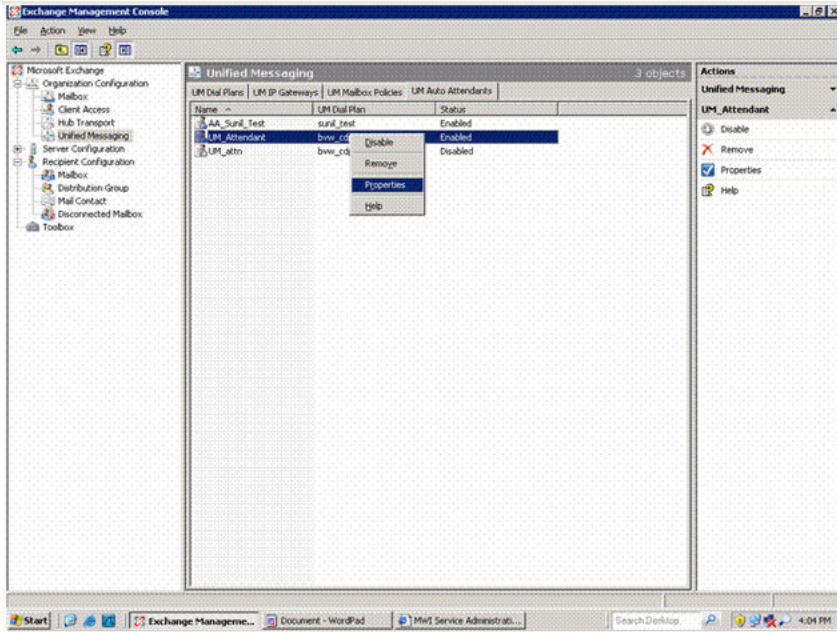 Exchange Management Console
File Action View Help
Microsoft Exchange
Organization Configuration
Mailbox
Client Access
Hub Transport
Unified Messaging
Server Configuration
Recipient Configuration
Mailbox
Distribution Group
Mail Contact
Disconnected Mailbox
Toolbox
Unified Messaging 3 objects
UM Dial Plans UM IP Gateways UM Mailbox Policies UM Auto Attendants
Name UM Dial Plan Status
AA_Sunil_Test sunil_test Enabled
UM_Attendant Enabled
UM_attn Disabled
Disable
Remove
Properties
Help
Actions
Unified Messaging
UM_Attendant
Disable
Remove
Properties
Help
Start Exchange Manageme... Document - WordPad MWI Service Administrati... Search Desktop 4:04 PM